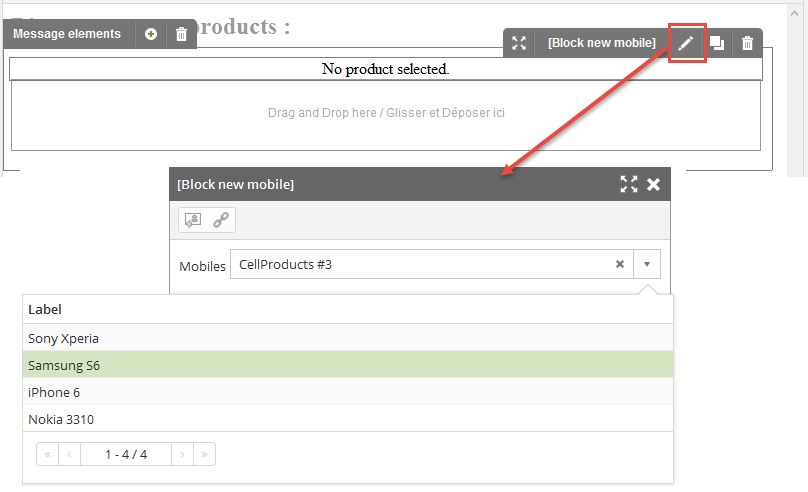 products :
Message elements
[Block new mobile]
No product selected.
Drag and Drop here / Glisser et Déposer ici
[Block new mobile]
Mobiles CellProducts #3
Label
Sony Xperia
Samsung S6
iPhone 6
Nokia 3310
« ‹ 1 - 4 / 4 › »